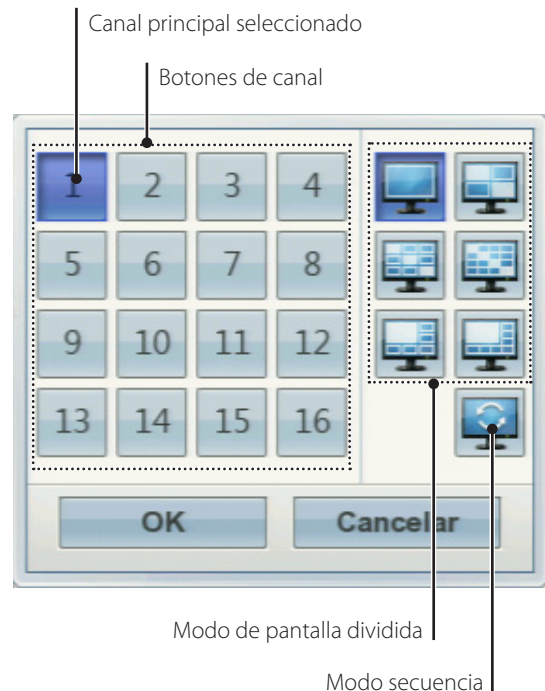 Canal principal seleccionado
Botones de canal
1 2 3 4
5 6 7 8
9 10 11 12
13 14 15 16
OK Cancelar
Modo de pantalla dividida
Modo secuencia